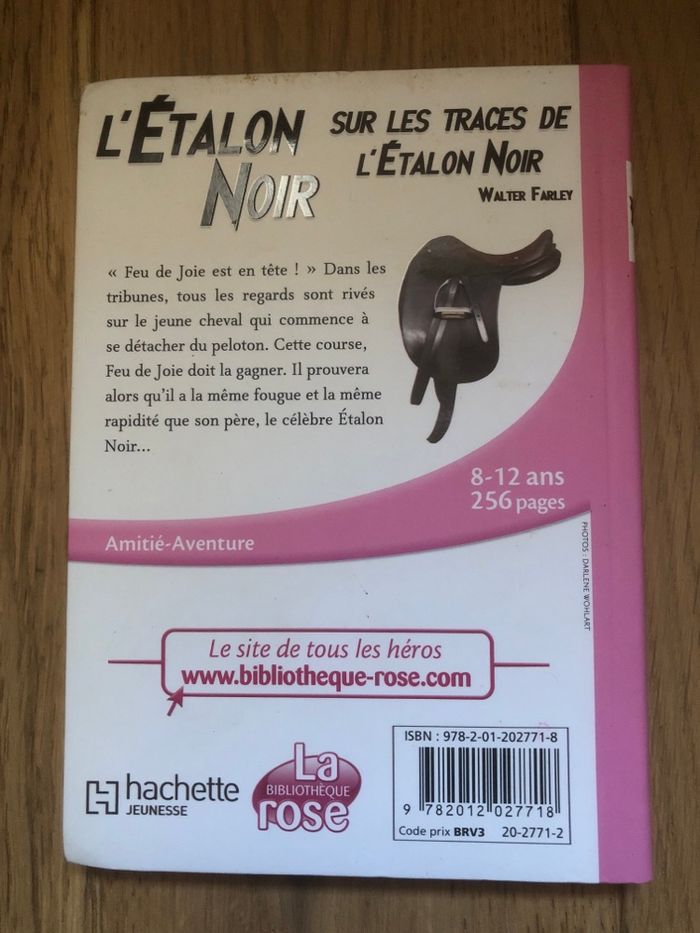 L'ÉTALON
NOIR
SUR LES TRACES DE
L'ÉTALON NOIR
WALTER FARLEY
« Feu de Joie est en tête ! » Dans les
tribunes, tous les regards sont rivés
sur le jeune cheval qui commence à
se détacher du peloton. Cette course,
Feu de Joie doit la gagner. Il prouvera
alors qu'il a la même fougue et la même
rapidité que son père, le célèbre Étalon
Noir...
8-12 ans
256 pages
Amitié-Aventure
PHOTOS : DARLENE WOHLART
Le site de tous les héros
www.bibliotheque-rose.com
hachette
JEUNESSE
La
BIBLIOTHÈQUE
rose
ISBN : 978-2-01-202771-8
9 782012 027718
Code prix BRV3 20-2771-2